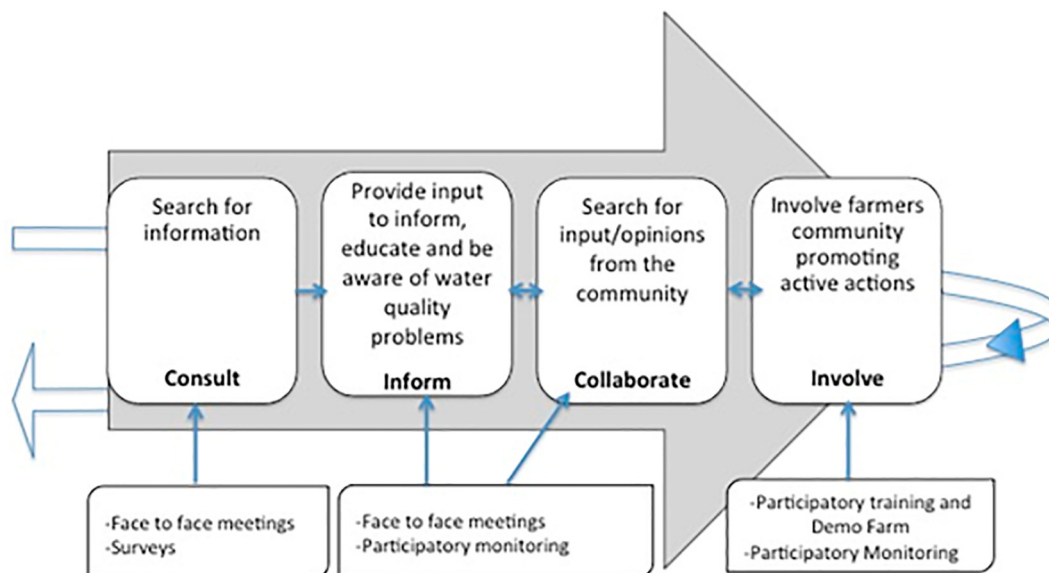 Search for
information
Consult
Provide input
to inform,
educate and be
aware of water
quality
problems
Inform
Search for
input/opinions
from the
community
Collaborate
Involve farmers
community
promoting
active actions
Involve
-Face to face meetings
-Surveys
-Face to face meetings
-Participatory monitoring
-Participatory training and
Demo Farm
-Participatory Monitoring